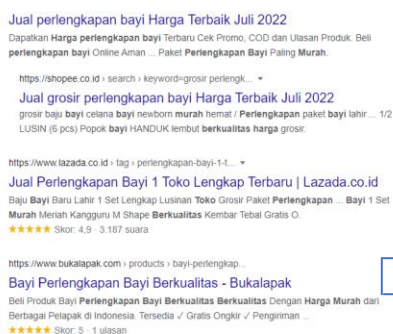 Jual perlengkapan bayi Harga Terbaik Juli 2022
Dapatkan Harga perlengkapan bayi Terbaru Cek Promo, COD dan Ulasan Produk. Beli
perlengkapan bayi Online Aman ... Paket Perlengkapan Bayi Paling Murah.
https://shopee.co.id › search › keyword=grosir perlengk...
Jual grosir perlengkapan bayi Harga Terbaik Juli 2022
grosir baju bayi celana bayi newborn murah hemat / Perlengkapan paket bayi lahir ... 1/2
LUSIN (6 pcs) Popok bayi HANDUK lembut berkualitas harga grosir.
https://www.lazada.co.id › tag › perlengkapan-bayi-1-t...
Jual Perlengkapan Bayi 1 Toko Lengkap Terbaru | Lazada.co.id
Baju Bayi Baru Lahir 1 Set Lengkap Lusinan Toko Grosir Paket Perlengkapan ... Bayi 1 Set
Murah Meriah Kangguru M Shape Berkualitas Kembar Tebal Gratis O.
★★★★★ Skor: 4,9 · 3.187 suara
https://www.bukalapak.com › products › bayi-perlengkap...
Bayi Perlengkapan Bayi Berkualitas - Bukalapak
Beli Produk Bayi Perlengkapan Bayi Berkualitas Berkualitas Dengan Harga Murah dari
Berbagai Pelapak di Indonesia. Tersedia ✓ Gratis Ongkir ✓ Pengiriman ...
★★★★★ Skor: 5 · 1 ulasan